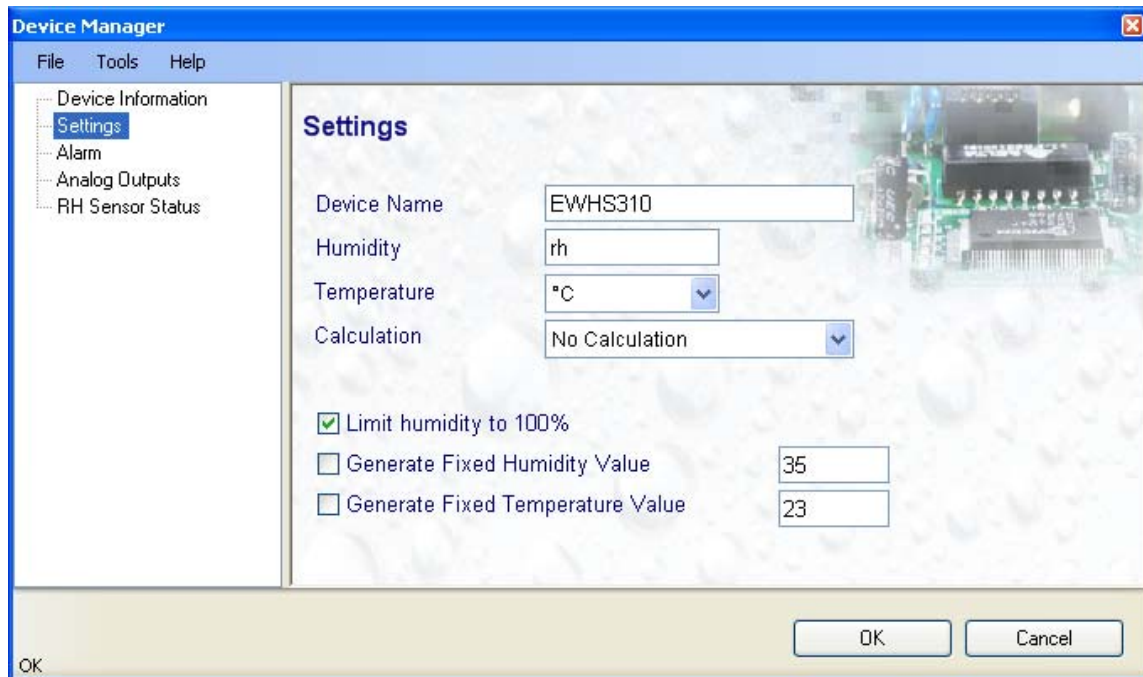 Device Manager
File Tools Help
Device Information
Settings
Alarm
Analog Outputs
RH Sensor Status
Settings
Device Name EWHS310
Humidity rh
Temperature °C
Calculation No Calculation
Limit humidity to 100%
Generate Fixed Humidity Value 35
Generate Fixed Temperature Value 23
OK Cancel
OK